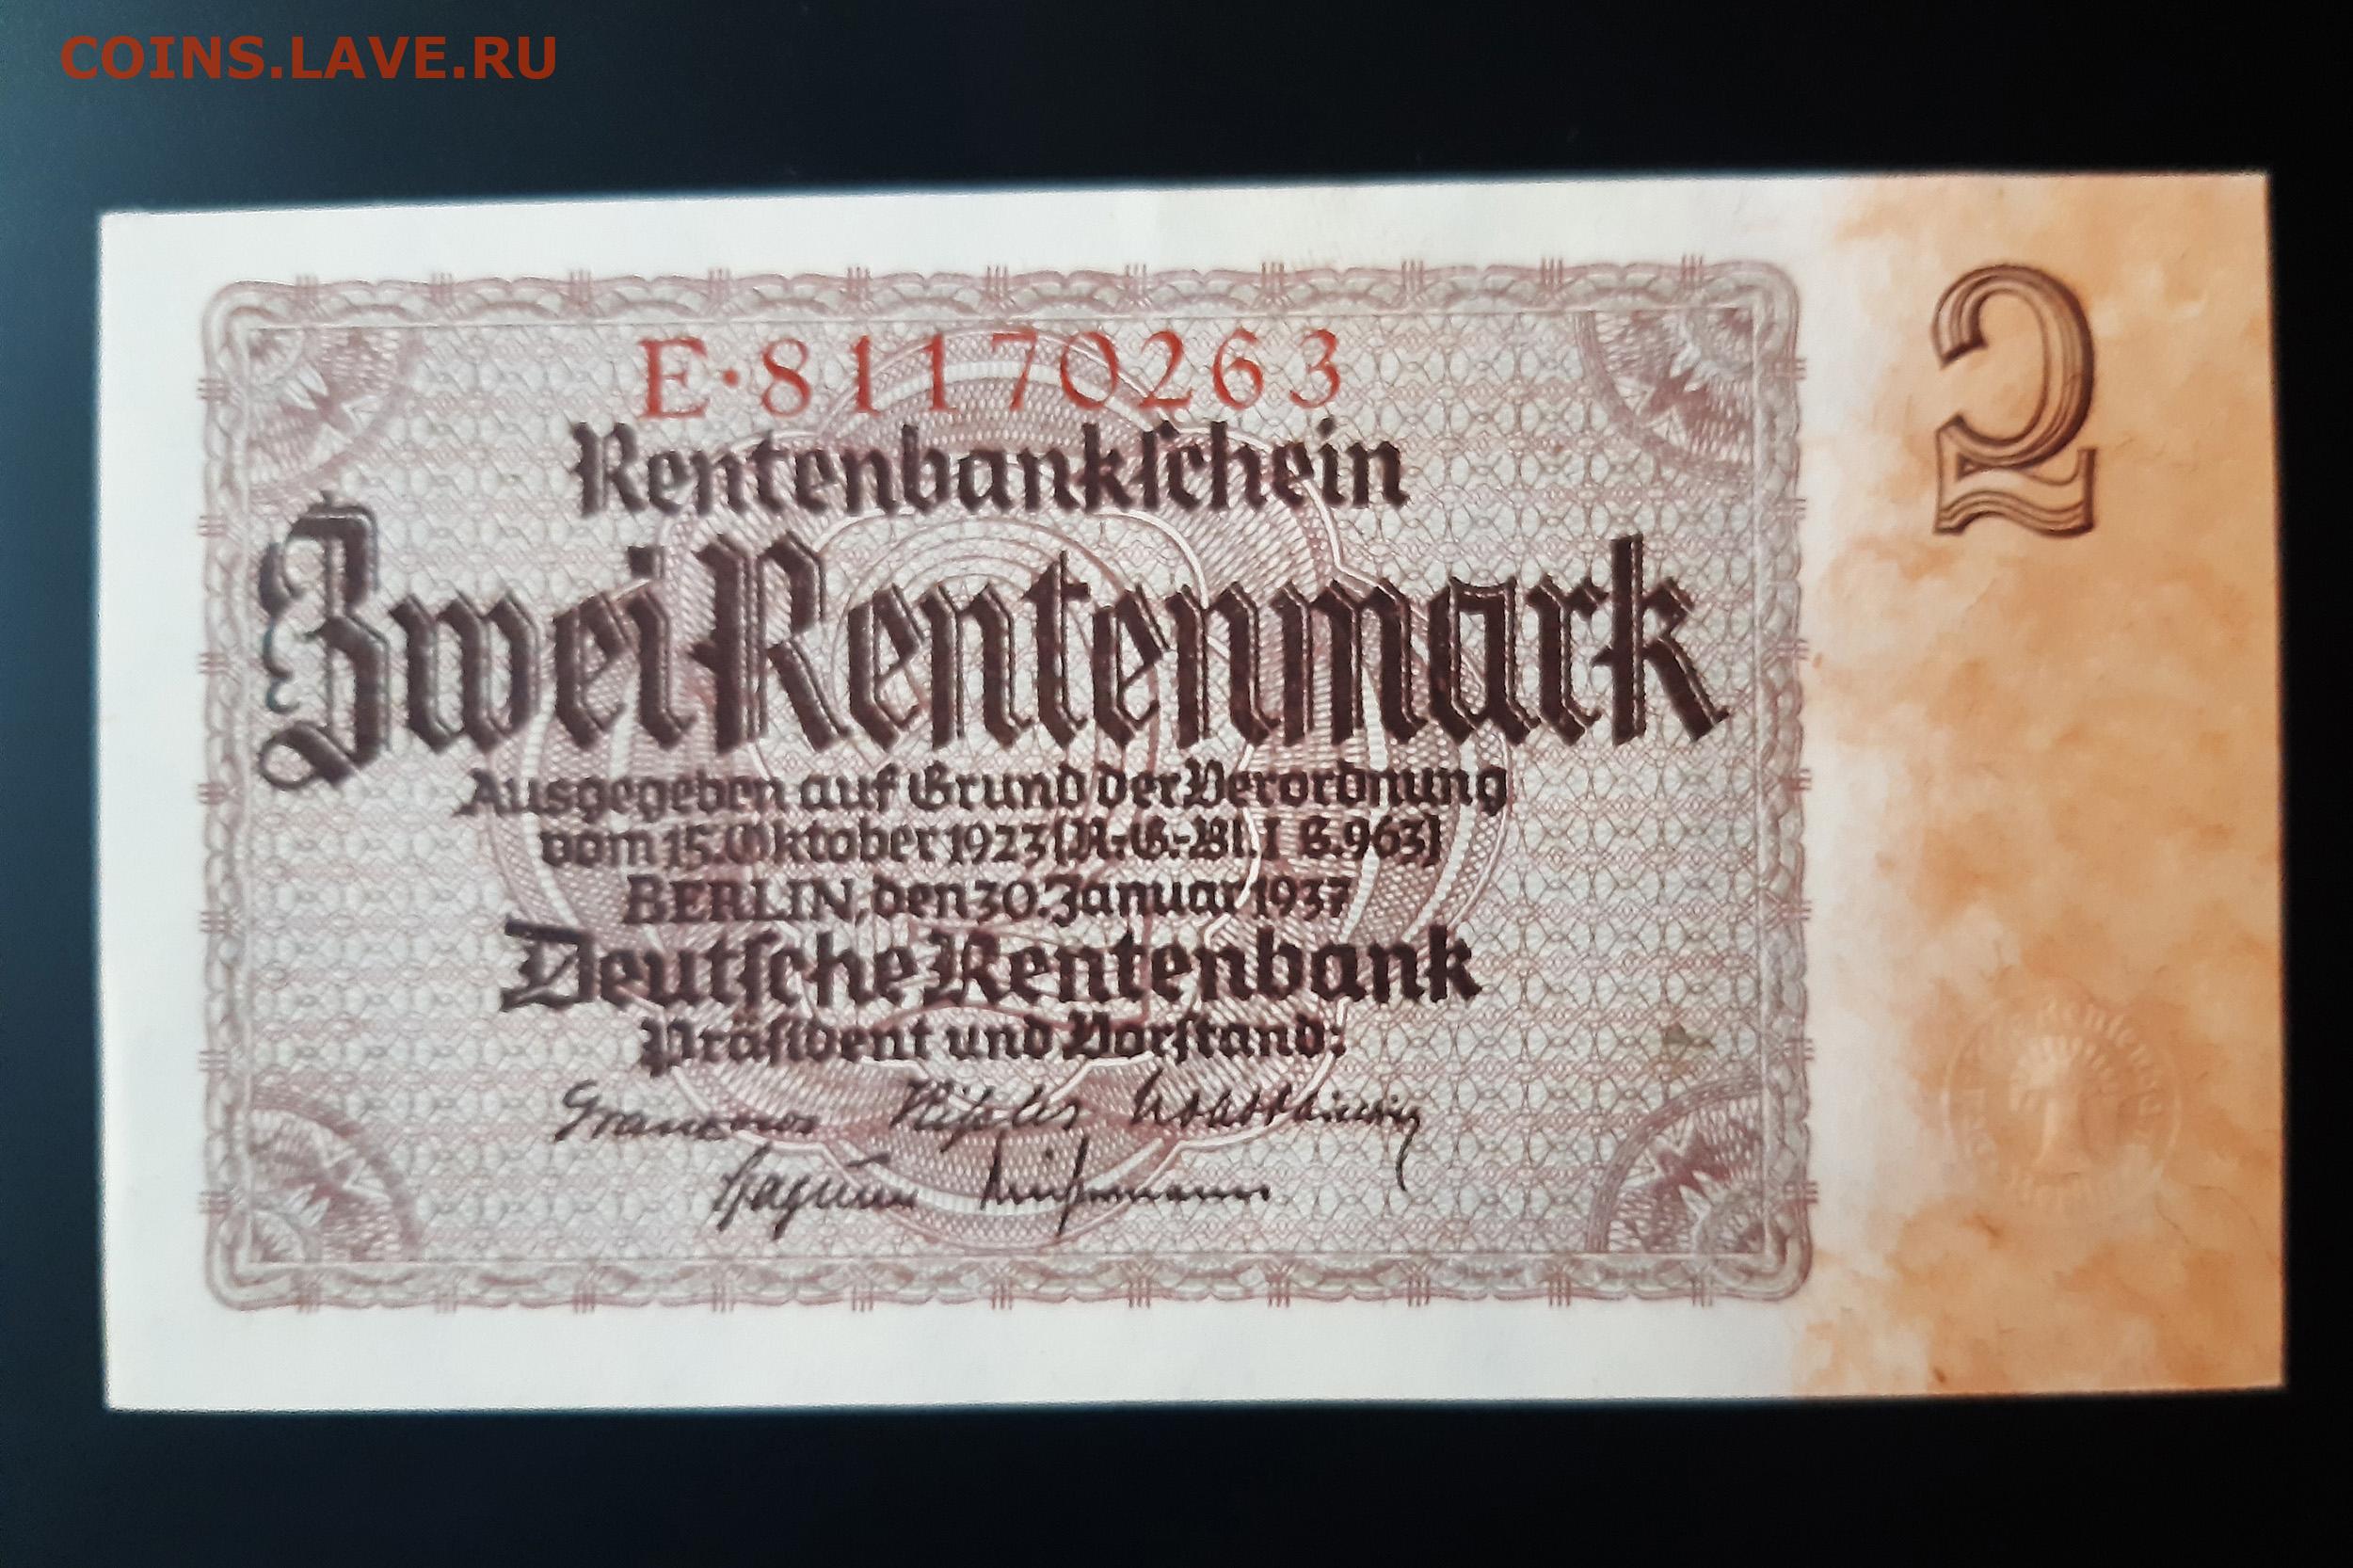 COINS.LAVE.RU
2
E·81170263
Rentenbankſchein
Zwei Rentenmark
Ausgegeben auf Grund der Verordnung
vom 15. Oktober 1923 (R.-G.-Bl. I S. 963)
BERLIN, den 30. Januar 1937
Deutſche Rentenbank
Präſident und Vorſtand: